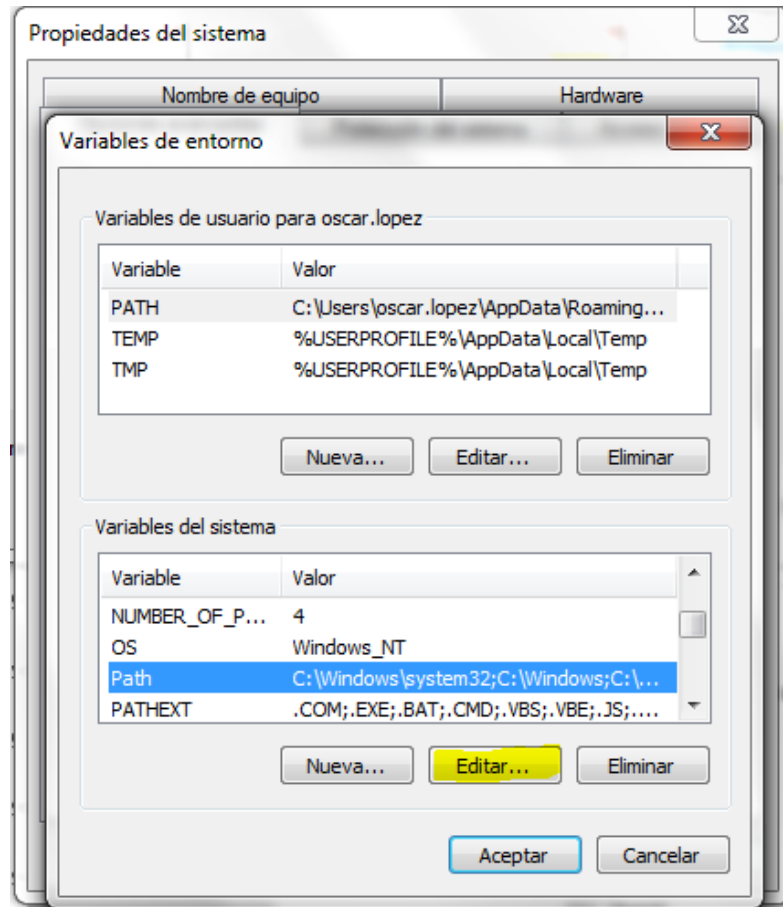 Propiedades del sistema
Nombre de equipo Hardware
Variables de entorno
Variables de usuario para oscar.lopez
Variable Valor
PATH C:\Users\oscar.lopez\AppData\Roaming...
TEMP %USERPROFILE%\AppData\Local\Temp
TMP %USERPROFILE%\AppData\Local\Temp
Nueva... Editar... Eliminar
Variables del sistema
Variable Valor
NUMBER_OF_P... 4
OS Windows_NT
Path C:\Windows\system32;C:\Windows;C:\...
PATHEXT .COM;.EXE;.BAT;.CMD;.VBS;.VBE;.JS;....
Nueva... Editar... Eliminar
Aceptar Cancelar